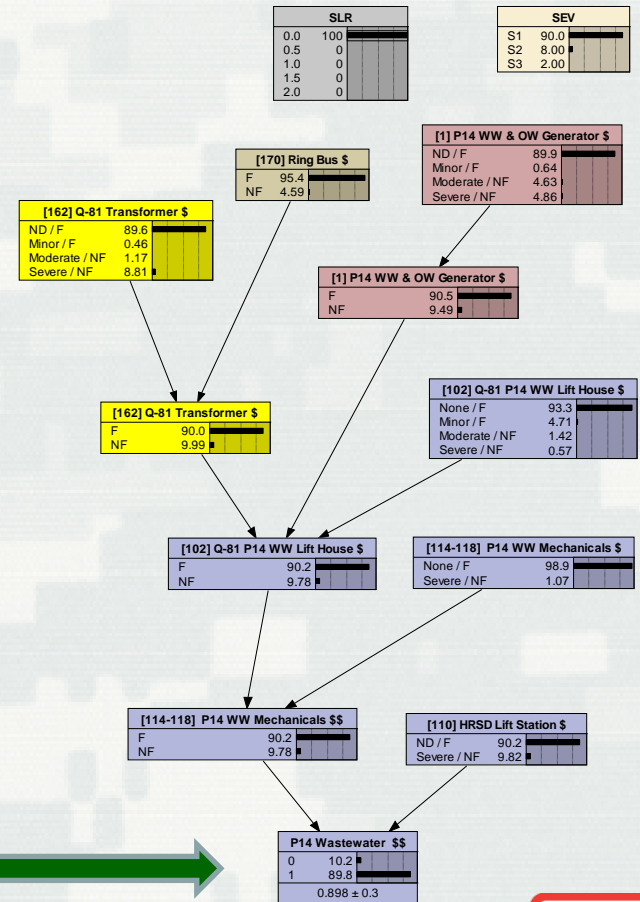 SLR
0.0 100
0.5 0
1.0 0
1.5 0
2.0 0
SEV
S1 90.0
S2 8.00
S3 2.00
[1] P14 WW & OW Generator $
ND / F 89.9
Minor / F 0.64
Moderate / NF 4.63
Severe / NF 4.86
[170] Ring Bus $
F 95.4
NF 4.59
[162] Q-81 Transformer $
ND / F 89.6
Minor / F 0.46
Moderate / NF 1.17
Severe / NF 8.81
[1] P14 WW & OW Generator $
F 90.5
NF 9.49
[102] Q-81 P14 WW Lift House $
None / F 93.3
Minor / F 4.71
Moderate / NF 1.42
Severe / NF 0.57
[162] Q-81 Transformer $
F 90.0
NF 9.99
[102] Q-81 P14 WW Lift House $
F 90.2
NF 9.78
[114-118] P14 WW Mechanicals $
None / F 98.9
Severe / NF 1.07
[114-118] P14 WW Mechanicals $$
F 90.2
NF 9.78
[110] HRSD Lift Station $
ND / F 90.2
Severe / NF 9.82
P14 Wastewater $$
0 10.2
1 89.8
0.898 ± 0.3